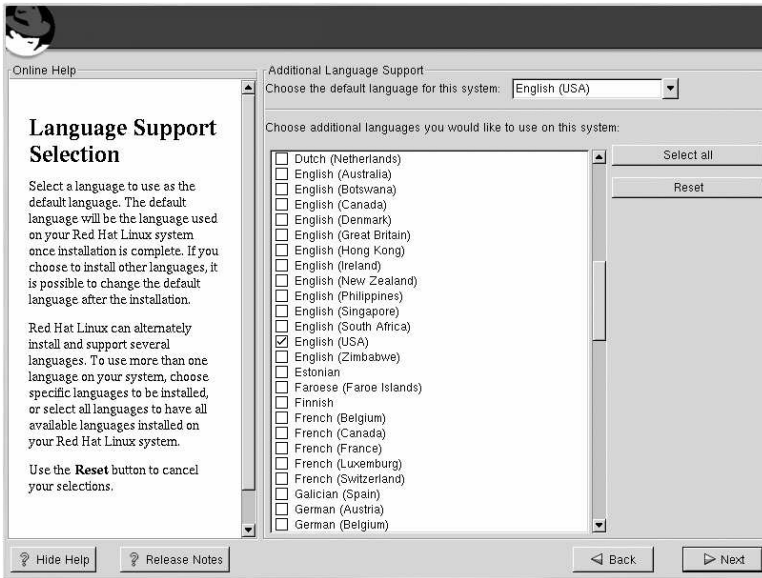 Online Help
Language Support
Selection
Select a language to use as the
default language. The default
language will be the language used
on your Red Hat Linux system
once installation is complete. If you
choose to install other languages, it
is possible to change the default
language after the installation.
Red Hat Linux can alternately
install and support several
languages. To use more than one
language on your system, choose
specific languages to be installed,
or select all languages to have all
available languages installed on
your Red Hat Linux system.
Use the Reset button to cancel
your selections.
Additional Language Support
Choose the default language for this system:
English (USA)
Choose additional languages you would like to use on this system:
Dutch (Netherlands)
English (Australia)
English (Botswana)
English (Canada)
English (Denmark)
English (Great Britain)
English (Hong Kong)
English (Ireland)
English (New Zealand)
English (Philippines)
English (Singapore)
English (South Africa)
English (USA)
English (Zimbabwe)
Estonian
Faroese (Faroe Islands)
Finnish
French (Belgium)
French (Canada)
French (France)
French (Luxemburg)
French (Switzerland)
Galician (Spain)
German (Austria)
German (Belgium)
Select all
Reset
? Hide Help
? Release Notes
Back
Next